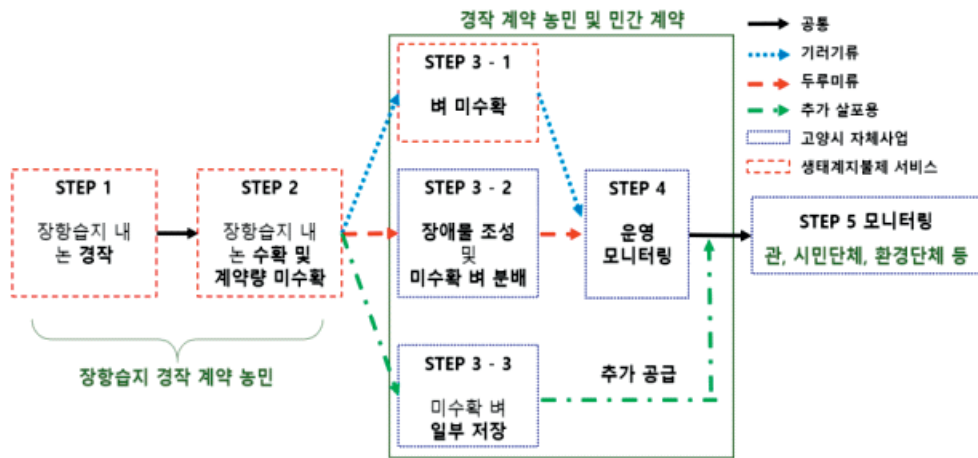 경작 계약 농민 및 민간 계약
공통
기러기류
두루미류
추가 살포용
고양시 자체사업
생태계지불제 서비스
STEP 1
장항습지 내
논 경작
STEP 2
장항습지 내
논 수확 및
계약량 미수확
장항습지 경작 계약 농민
STEP 3 - 1
벼 미수확
STEP 3 - 2
장애물 조성
및
미수확 벼 분배
STEP 3 - 3
미수확 벼
일부 저장
추가 공급
STEP 4
운영
모니터링
STEP 5 모니터링
관, 시민단체, 환경단체 등